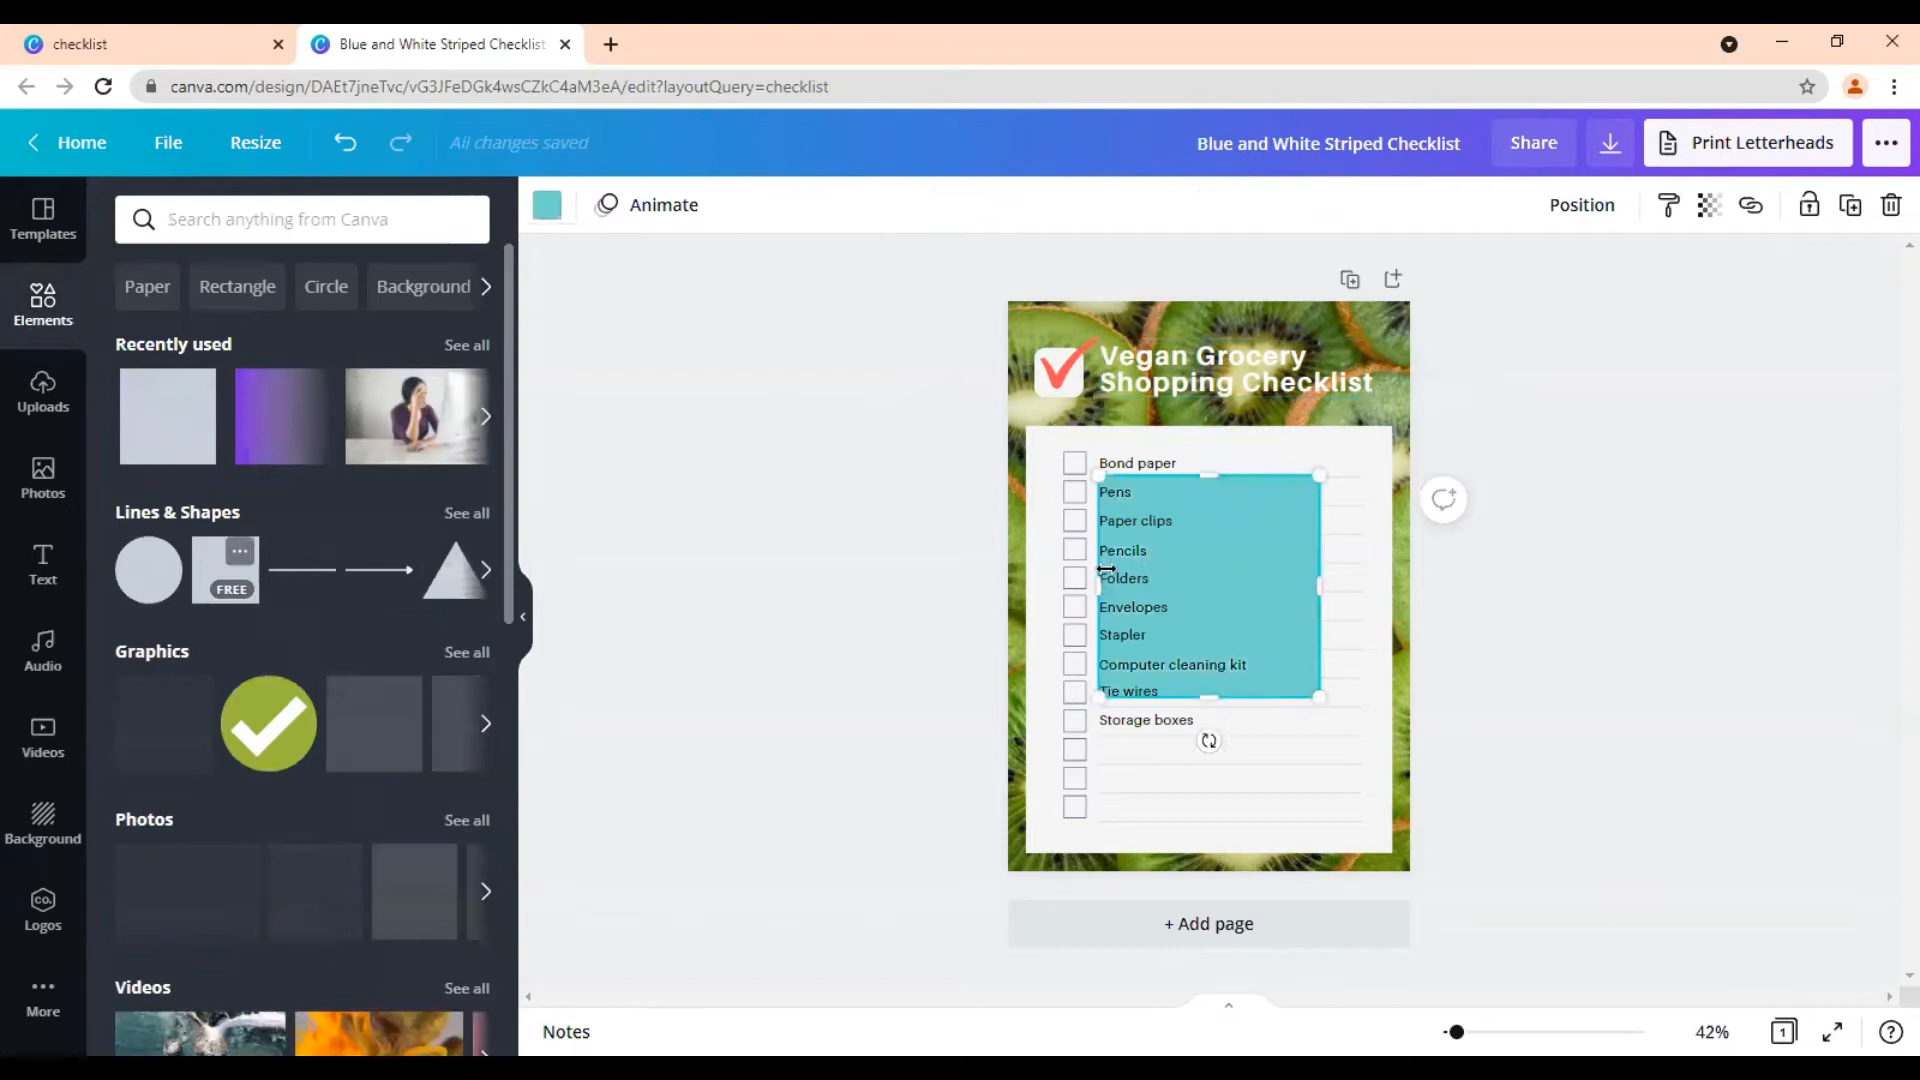 checklist
Blue and White Striped Checklist
canva.com/design/DAEt7jneTvc/vG3JFeDGk4wsCZkC4aM3eA/edit?layoutQuery=checklist
Home
File
Resize
All changes saved
Blue and White Striped Checklist
Share
Print Letterheads
Templates
Elements
Uploads
Photos
Text
Audio
Videos
Background
CO.
Logos
More
Search anything from Canva
Paper
Rectangle
Circle
Background
Recently used
See all
Lines & Shapes
See all
FREE
Graphics
See all
Photos
See all
Videos
See all
Animate
Position
Vegan Grocery
Shopping Checklist
Bond paper
Pens
Paper clips
Pencils
Folders
Envelopes
Stapler
Computer cleaning kit
Tie wires
Storage boxes
+ Add page
Notes
42%
1